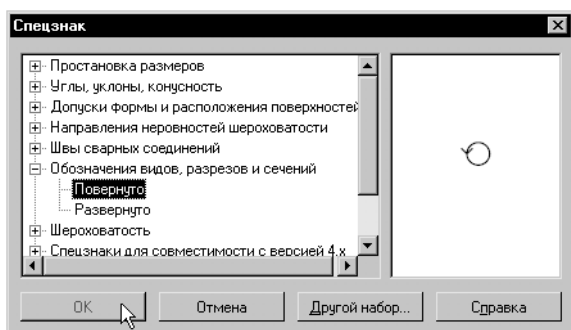 Спецзнак
Простановка размеров
Углы, уклоны, конусность
Допуски формы и расположения поверхностей
Направления неровностей шероховатости
Швы сварных соединений
Обозначения видов, разрезов и сечений
Повернуто
Развернуто
Шероховатость
Спецзнаки для совместимости с версией 4.x
OK
Отмена
Другой набор...
Справка